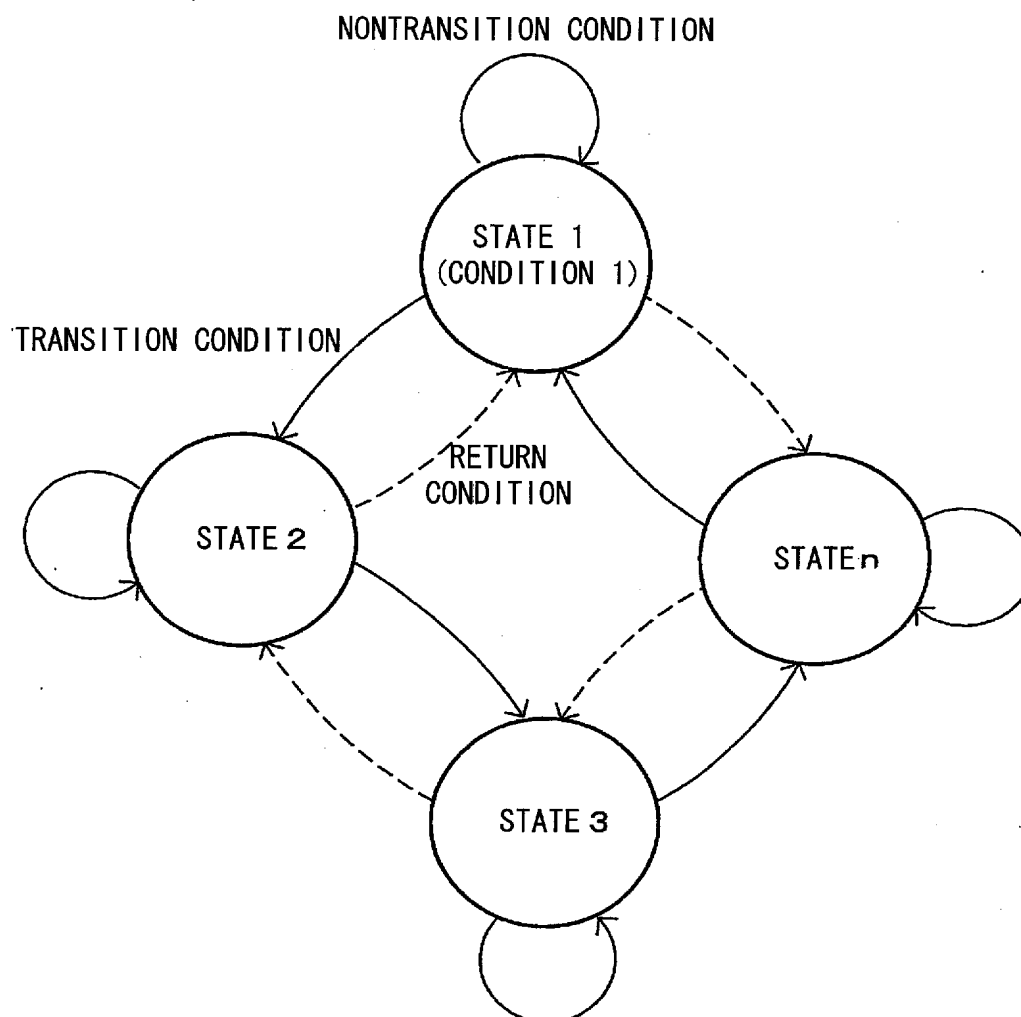 NONTRANSITION CONDITION
STATE 1
(CONDITION 1)
TRANSITION CONDITION
RETURN
CONDITION
STATE 2
STATE n
STATE 3